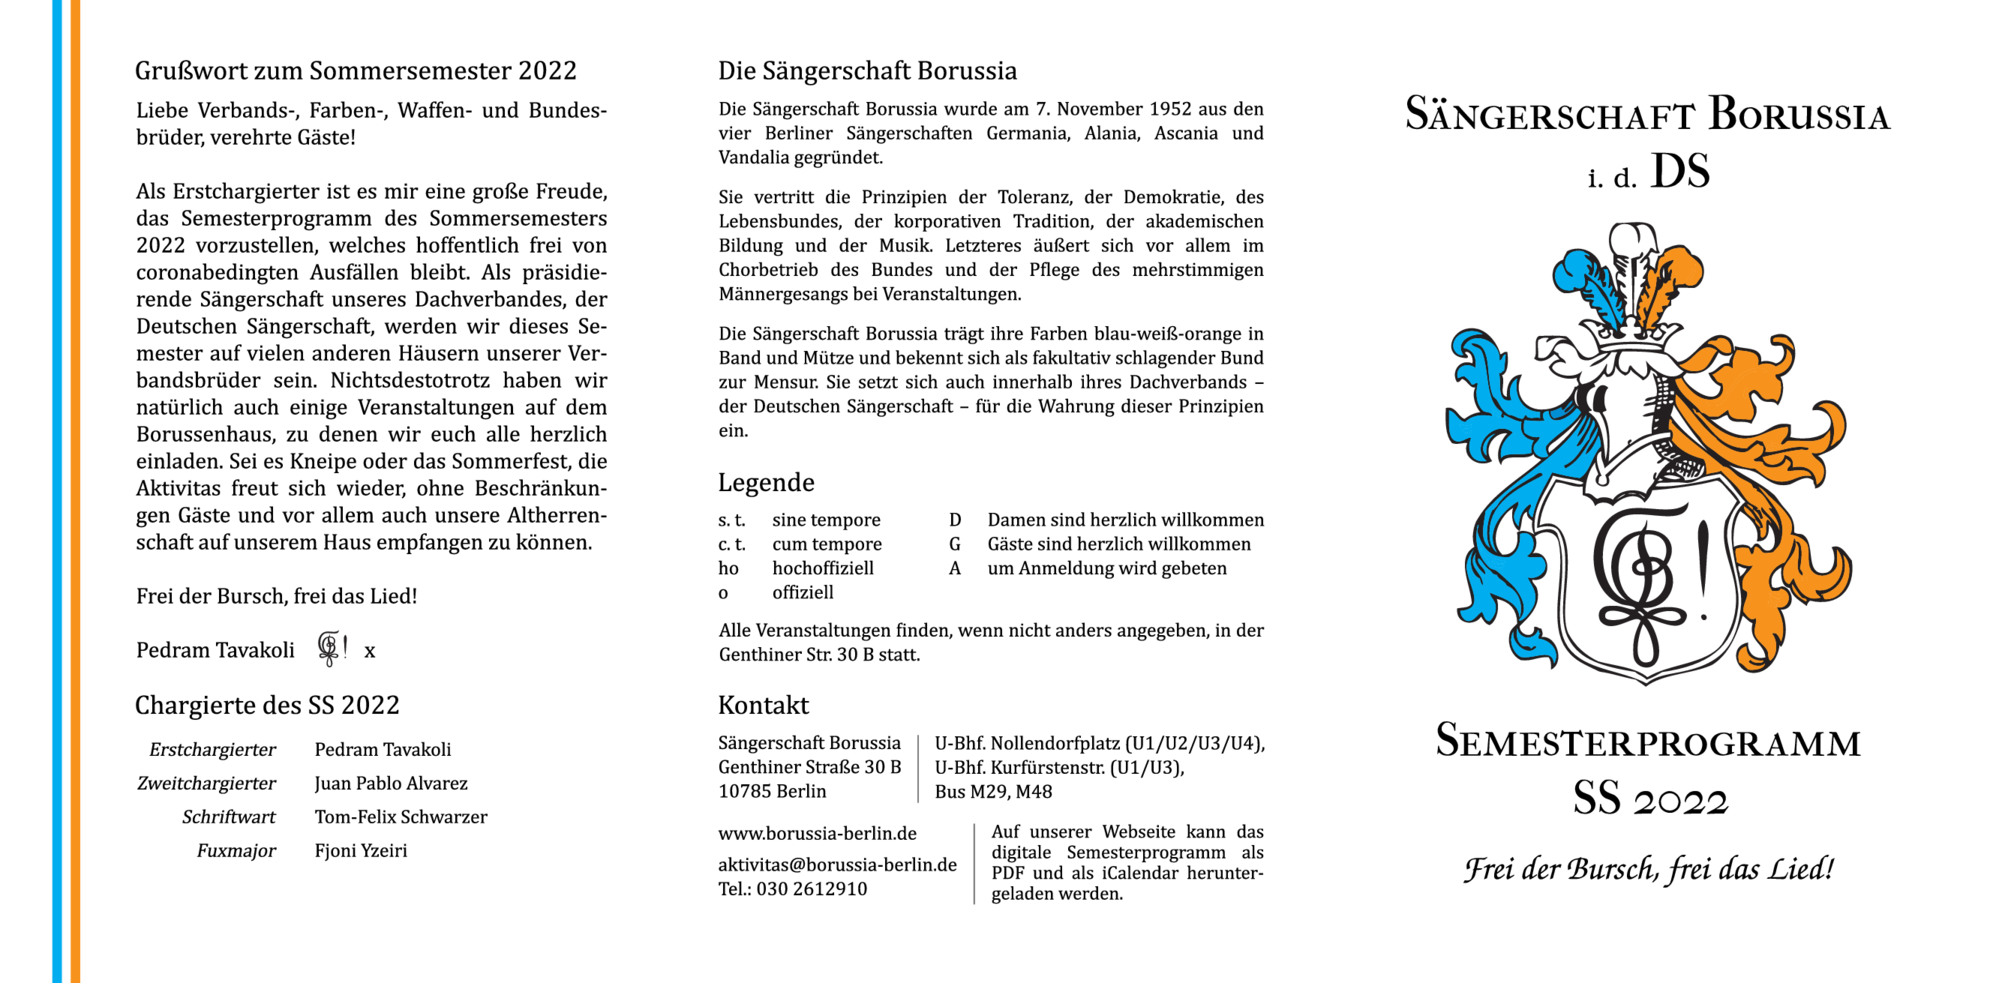 Grußwort zum Sommersemester 2022
Liebe Verbands-, Farben-, Waffen- und Bundes-
brüder, verehrte Gäste!
Als Erstchargierter ist es mir eine große Freude,
das Semesterprogramm des Sommersemesters
2022 vorzustellen, welches hoffentlich frei von
coronabedingten Ausfällen bleibt. Als präsidie-
rende Sängerschaft unseres Dachverbandes, der
Deutschen Sängerschaft, werden wir dieses Se-
mester auf vielen anderen Häusern unserer Ver-
bandsbrüder sein. Nichtsdestotrotz haben wir
natürlich auch einige Veranstaltungen auf dem
Borussenhaus, zu denen wir euch alle herzlich
einladen. Sei es Kneipe oder das Sommerfest, die
Aktivitas freut sich wieder, ohne Beschränkun-
gen Gäste und vor allem auch unsere Altherren-
schaft auf unserem Haus empfangen zu können.
Frei der Bursch, frei das Lied!
Pedram Tavakoli ! x
Chargierte des SS 2022
Erstchargierter Pedram Tavakoli
Zweitchargierter Juan Pablo Alvarez
Schriftwart Tom-Felix Schwarzer
Fuxmajor Fjoni Yzeiri
Die Sängerschaft Borussia
Die Sängerschaft Borussia wurde am 7. November 1952 aus den
vier Berliner Sängerschaften Germania, Alania, Ascania und
Vandalia gegründet.
Sie vertritt die Prinzipien der Toleranz, der Demokratie, des
Lebensbundes, der korporativen Tradition, der akademischen
Bildung und der Musik. Letzteres äußert sich vor allem im
Chorbetrieb des Bundes und der Pflege des mehrstimmigen
Männergesangs bei Veranstaltungen.
Die Sängerschaft Borussia trägt ihre Farben blau-weiß-orange in
Band und Mütze und bekennt sich als fakultativ schlagender Bund
zur Mensur. Sie setzt sich auch innerhalb ihres Dachverbands –
der Deutschen Sängerschaft – für die Wahrung dieser Prinzipien
ein.
Legende
s. t. sine tempore D Damen sind herzlich willkommen
c. t. cum tempore G Gäste sind herzlich willkommen
ho hochoffiziell A um Anmeldung wird gebeten
o offiziell
Alle Veranstaltungen finden, wenn nicht anders angegeben, in der
Genthiner Str. 30 B statt.
Kontakt
Sängerschaft Borussia
Genthiner Straße 30 B
10785 Berlin
U-Bhf. Nollendorfplatz (U1/U2/U3/U4),
U-Bhf. Kurfürstenstr. (U1/U3),
Bus M29, M48
www.borussia-berlin.de
aktivitas@borussia-berlin.de
Tel.: 030 2612910
Auf unserer Webseite kann das
digitale Semesterprogramm als
PDF und als iCalendar herunter-
geladen werden.
Sängerschaft Borussia
i. d. DS
!
Semesterprogramm
SS 2022
Frei der Bursch, frei das Lied!